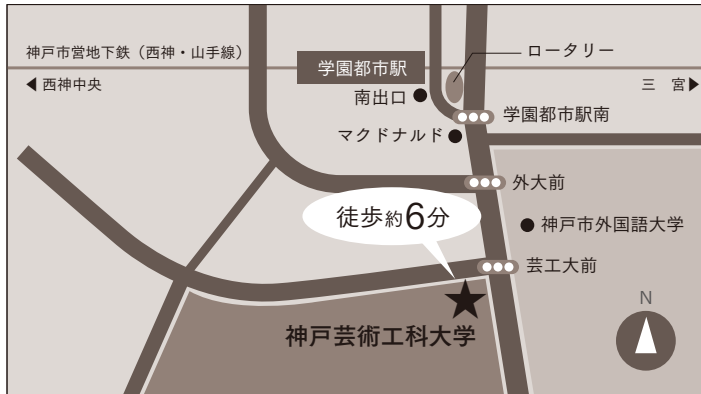 神戸市営地下鉄（西神・山手線）
学園都市駅
ロータリー
西神中央
南出口
三 宮
学園都市駅南
マクドナルド
外大前
徒歩約6分
神戸市外国語大学
芸工大前
N
神戸芸術工科大学